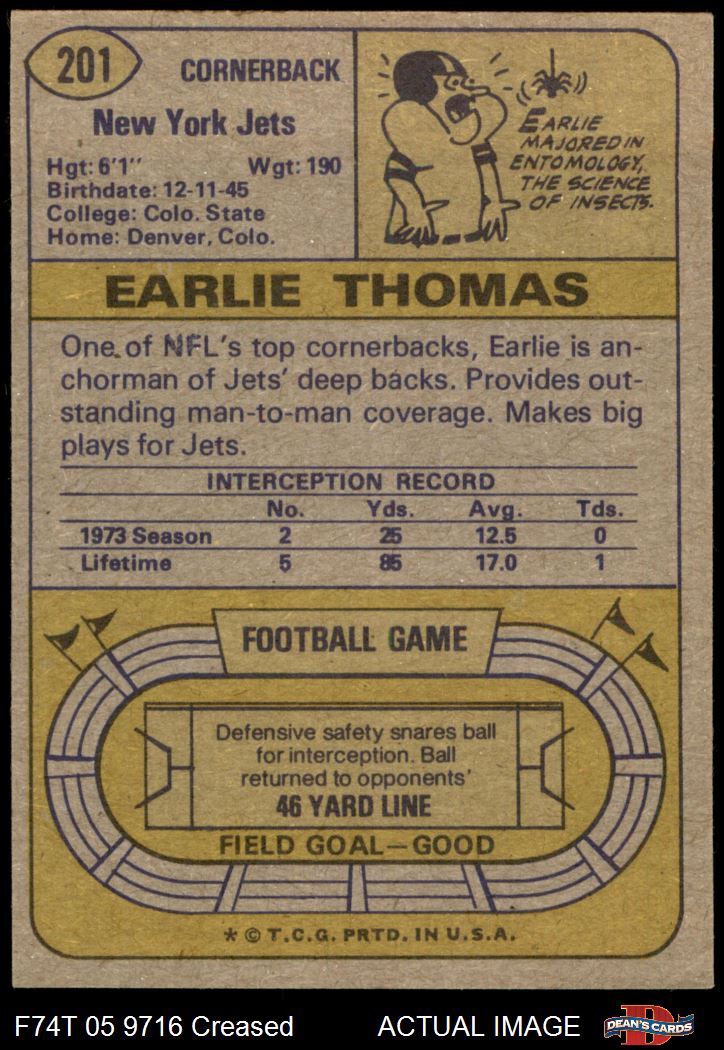 201
CORNERBACK
New York Jets
Hgt: 6'1" Wgt: 190
Birthdate: 12-11-45
College: Colo. State
Home: Denver, Colo.
EARLIE
MAJORED IN
ENTOMOLOGY,
THE SCIENCE
OF INSECTS.
EARLIE THOMAS
One of NFL's top cornerbacks, Earlie is an-
chorman of Jets' deep backs. Provides out-
standing man-to-man coverage. Makes big
plays for Jets.
INTERCEPTION RECORD
No. Yds. Avg. Tds.
1973 Season 2 25 12.5 0
Lifetime 5 85 17.0 1
FOOTBALL GAME
Defensive safety snares ball
for interception. Ball
returned to opponents'
46 YARD LINE
FIELD GOAL—GOOD
* © T.C.G. PRTD. IN U.S.A.
F74T 05 9716 Creased ACTUAL IMAGE
D
DEAN'S CARDS